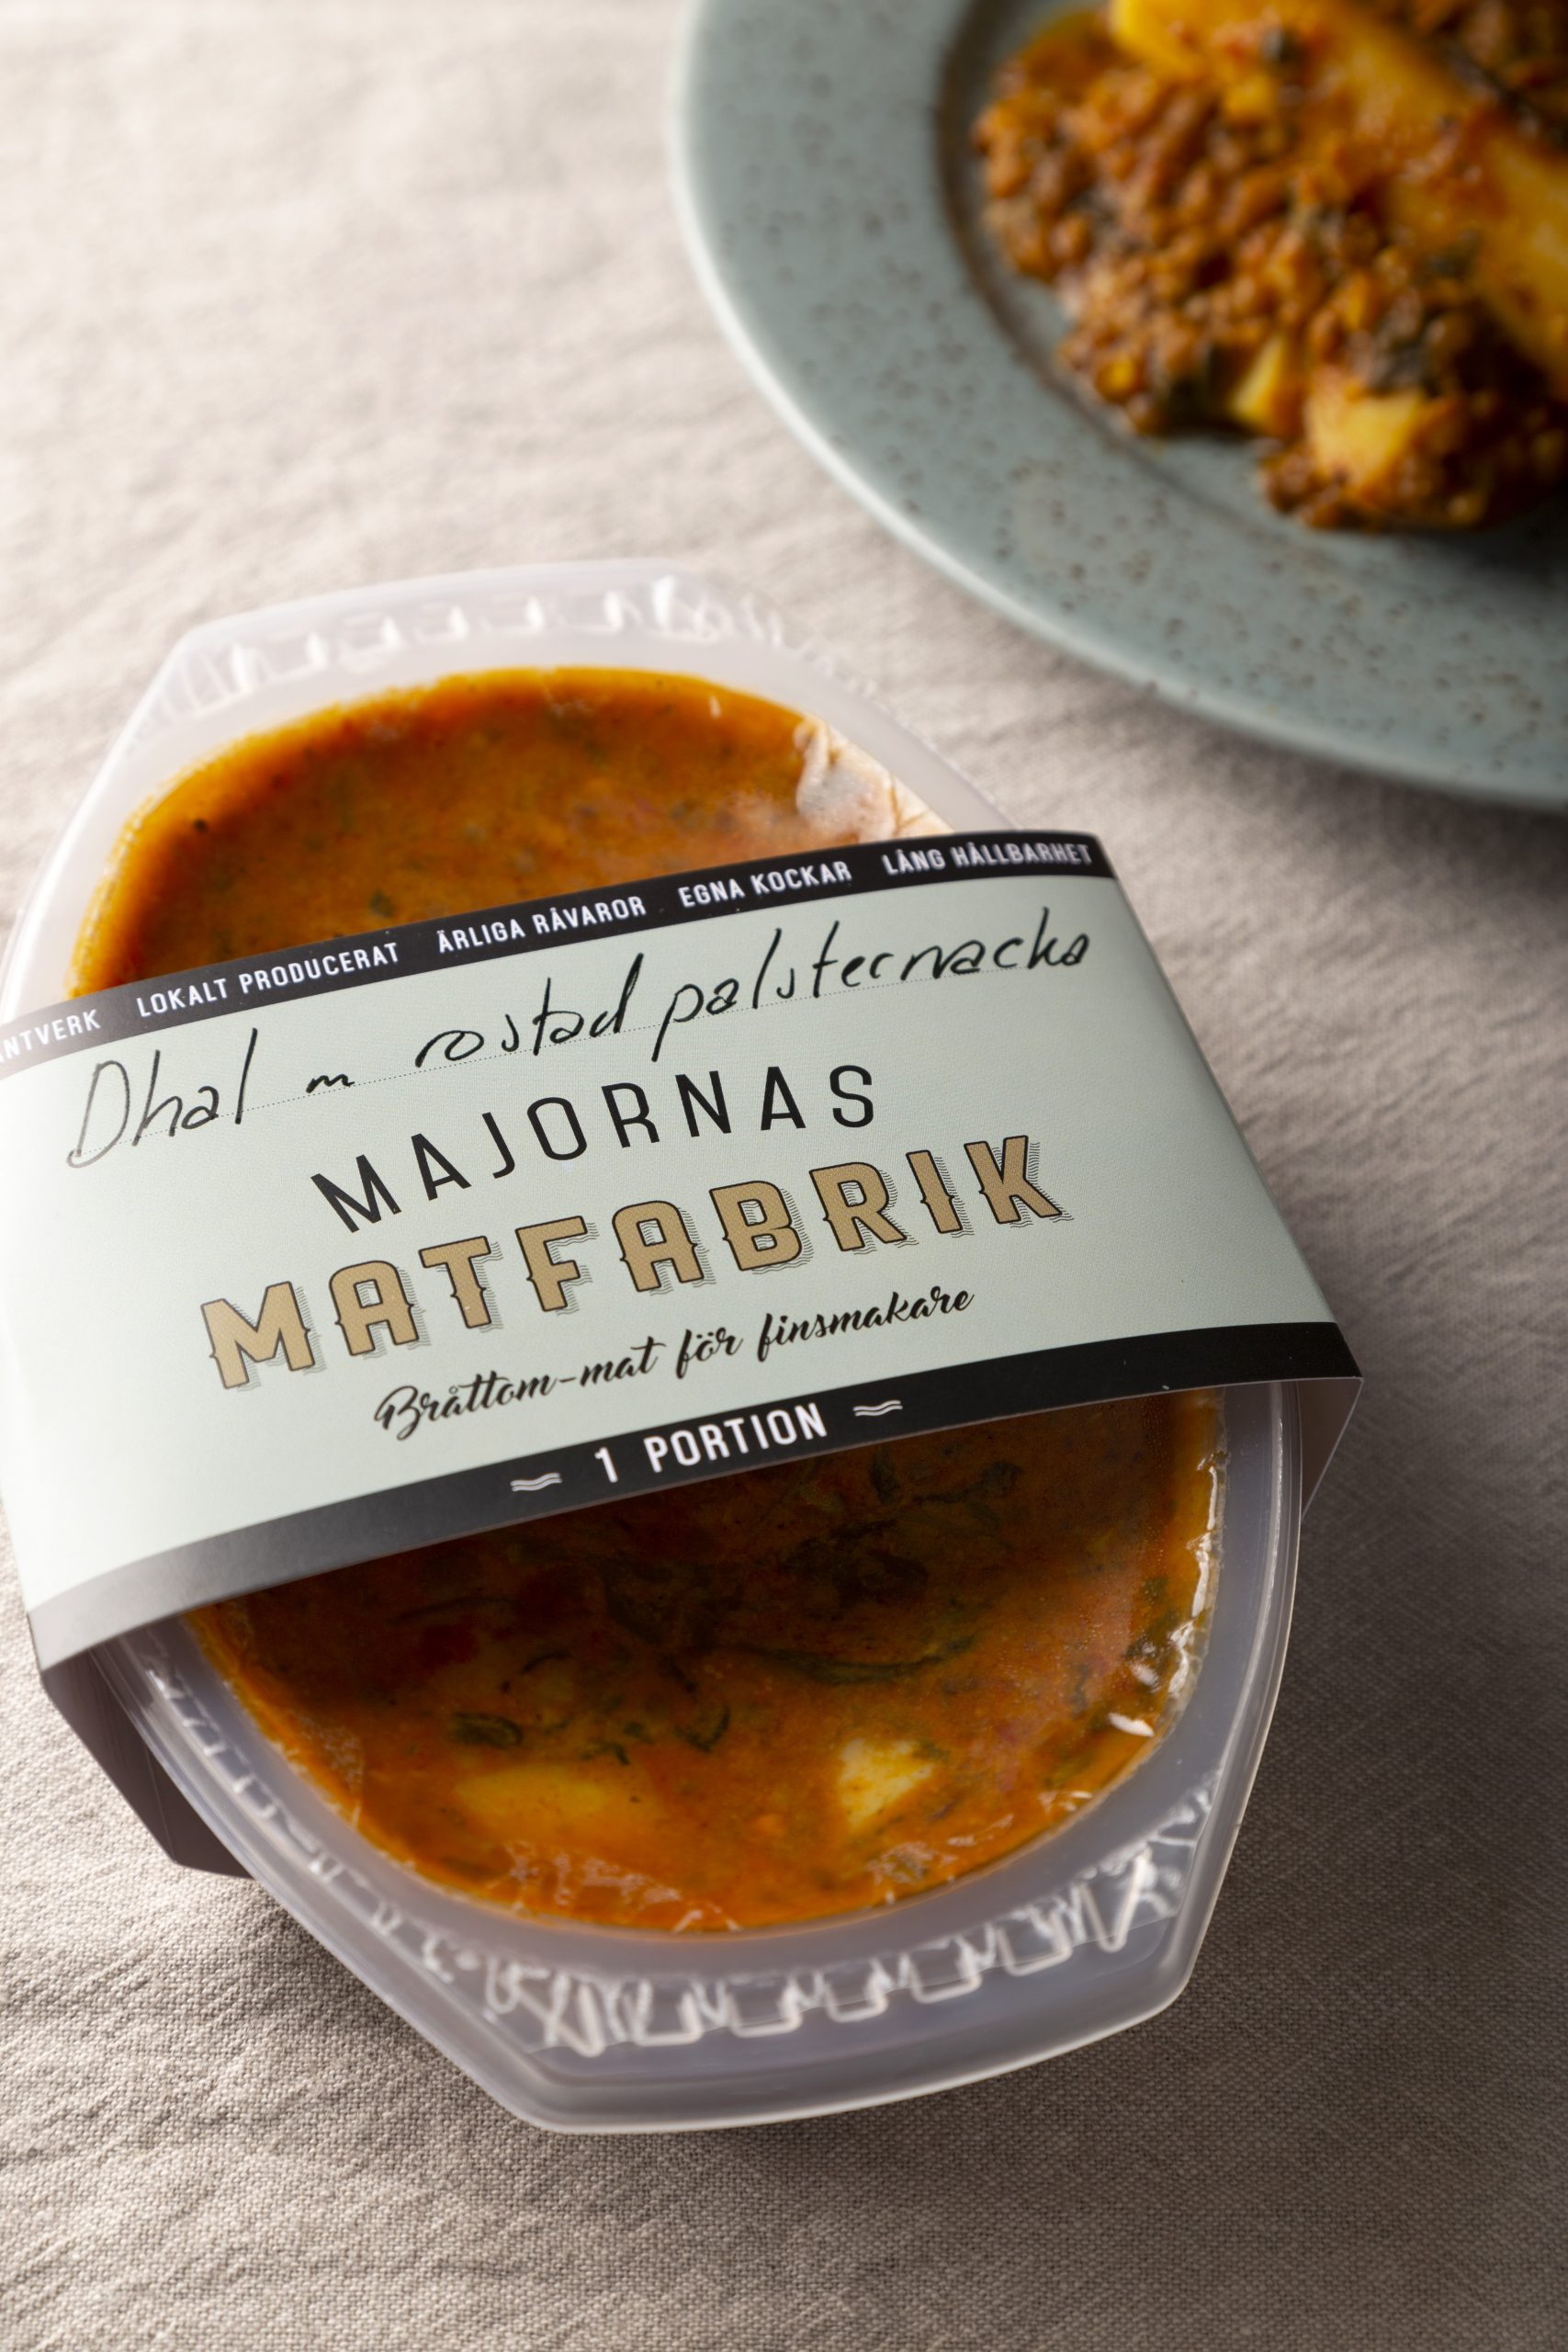 LOKALT PRODUCERAT ÄRLIGA RÅVAROR EGNA KOCKAR LÅNG HÅLLBARHET
Dhal m rostad palsternacka
MAJORNAS
MATFABRIK
Bråttom-mat för finsmakare
1 PORTION